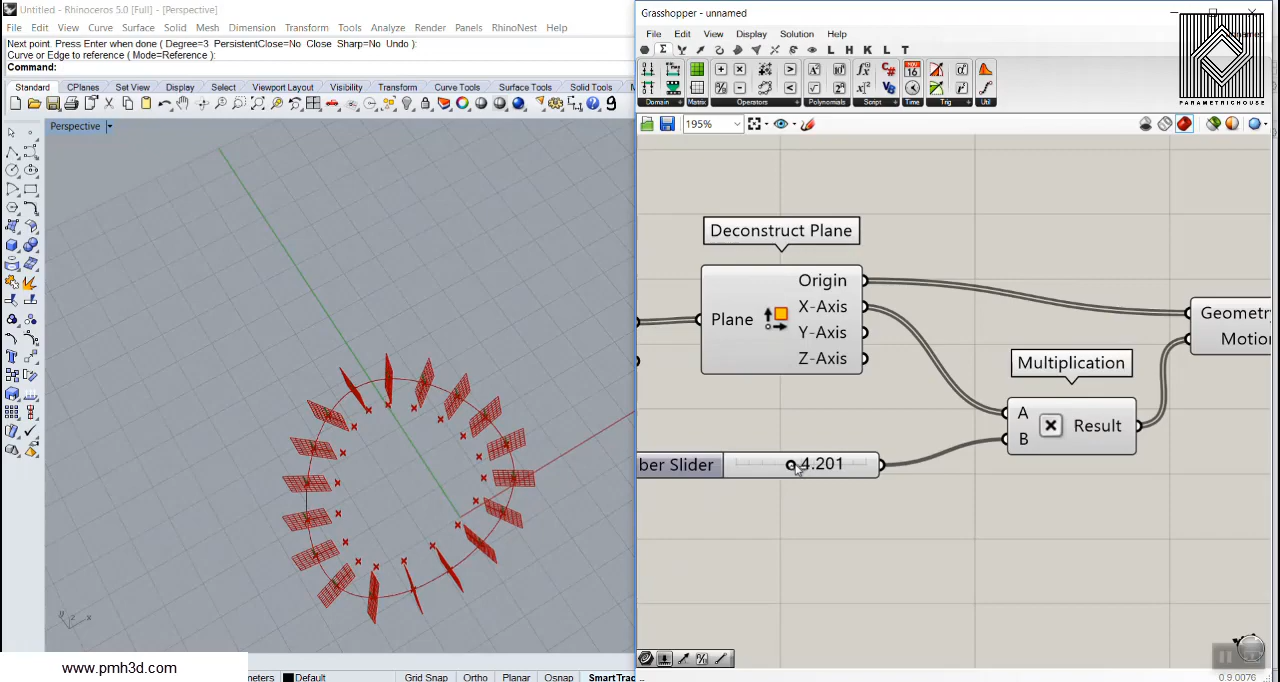 Untitled - Rhinoceros 5.0 [Full] - [Perspective]
File Edit View Curve Surface Solid Mesh Dimension Transform Tools Analyze Render Panels RhinoNest Help
Next point. Press Enter when done ( Degree=3 PersistentClose=No Close Sharp=No Undo ):
Curve or Edge to reference ( Mode=Reference ):
Command:
Standard CPlanes Set View Display Select Viewport Layout Visibility Transform Curve Tools Surface Tools Solid Tools
Perspective
y z x
www.pmh3d.com
meters Default Grid Snap Ortho Planar Osnap SmartTrac
Grasshopper - unnamed
File Edit View Display Solution Help
L H K L T
Domain Matrix Operators Polynomials Script Time Trig Util
PARAMETRICHOUSE
195%
Deconstruct Plane
Plane
Origin
X-Axis
Y-Axis
Z-Axis
Geometry
Motion
Multiplication
A
B
Result
ber Slider 4.201
0.9.0076